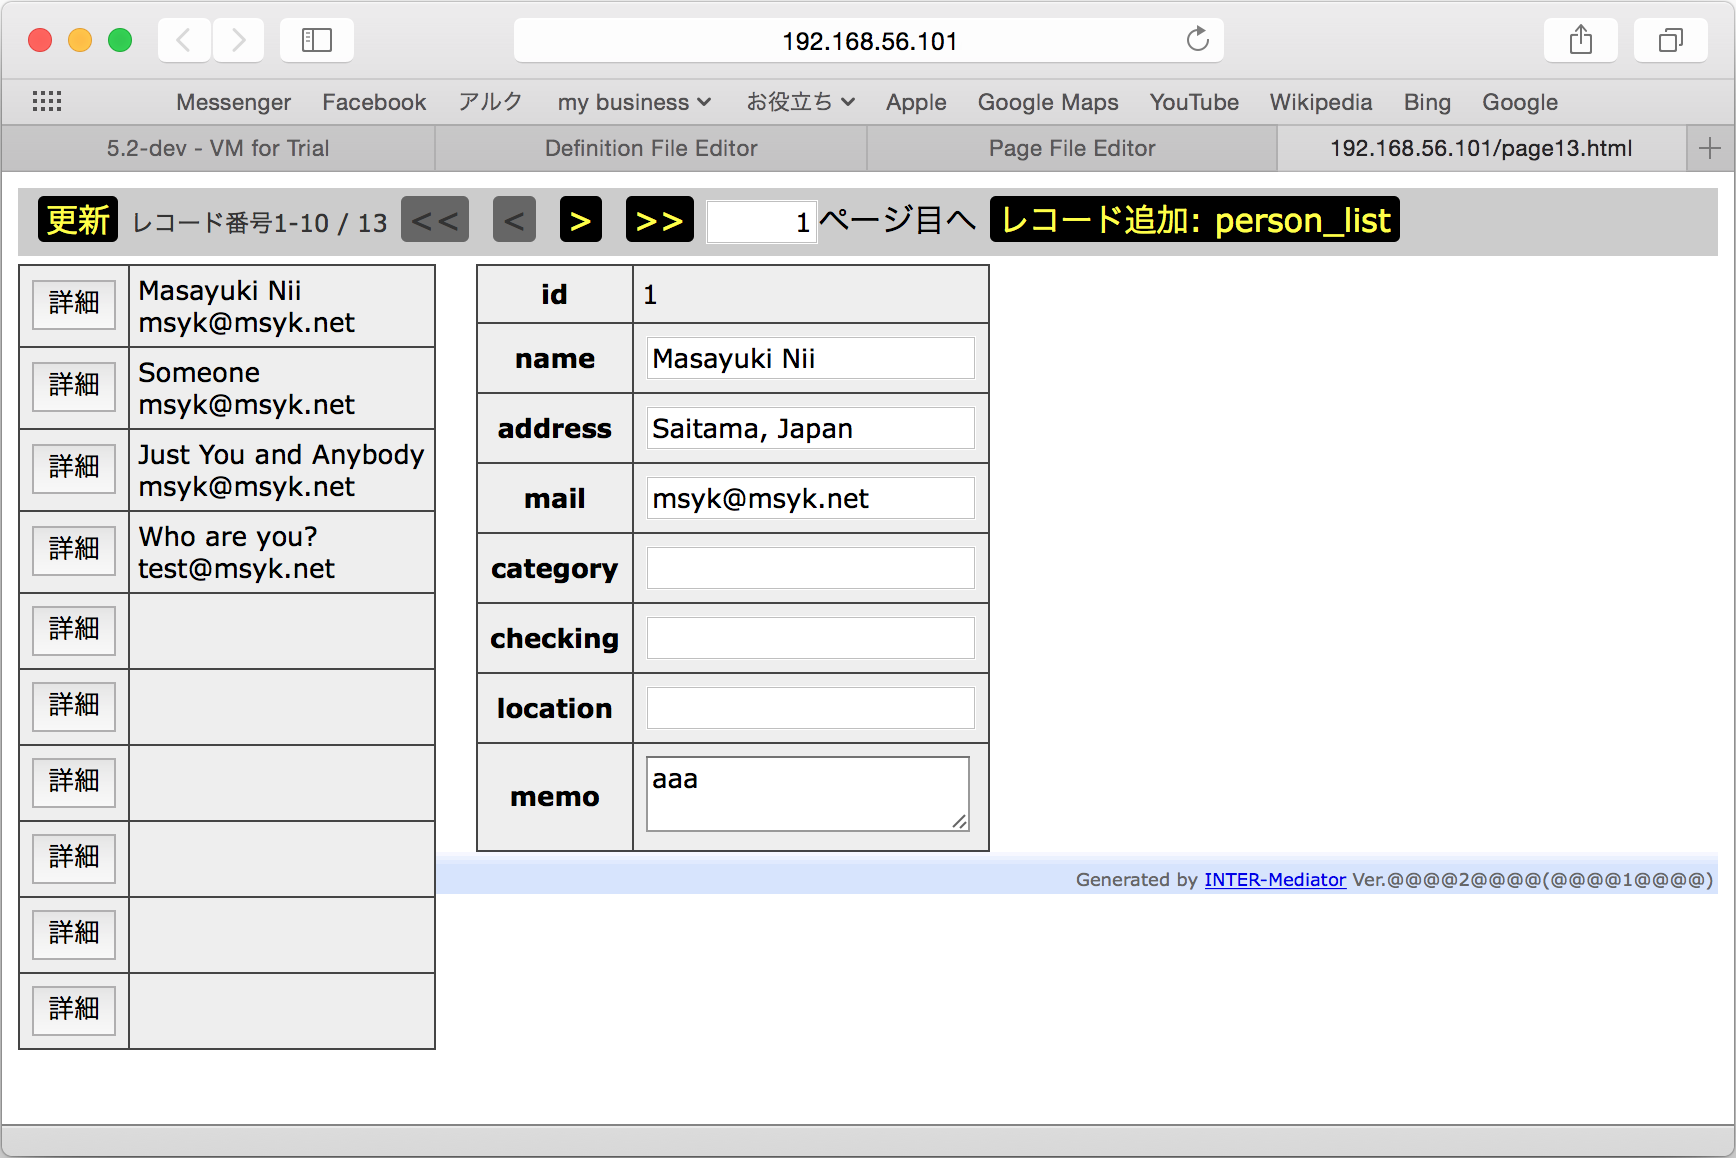 192.168.56.101
Messenger Facebook アルク my business お役立ち Apple Google Maps YouTube Wikipedia Bing Google
5.2-dev - VM for Trial Definition File Editor Page File Editor 192.168.56.101/page13.html
更新 レコード番号1-10 / 13 << < > >> 1 ページ目へ レコード追加: person_list
詳細 Masayuki Nii
msyk@msyk.net
詳細 Someone
msyk@msyk.net
詳細 Just You and Anybody
msyk@msyk.net
詳細 Who are you?
test@msyk.net
詳細
詳細
詳細
詳細
詳細
詳細
id 1
name Masayuki Nii
address Saitama, Japan
mail msyk@msyk.net
category
checking
location
memo aaa
Generated by INTER-Mediator Ver.@@@@2@@@@(@@@@1@@@@)